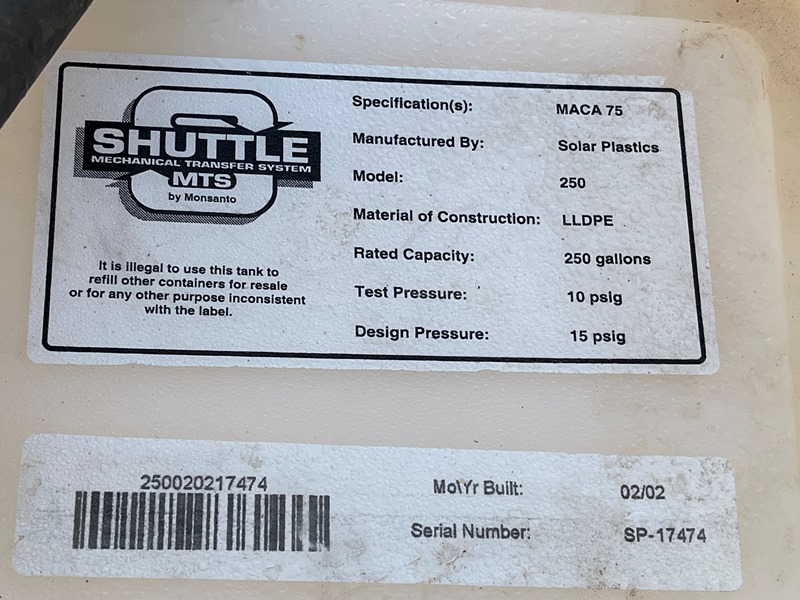 SHUTTLE
MECHANICAL TRANSFER SYSTEM
MTS
by Monsanto
It is illegal to use this tank to
refill other containers for resale
or for any other purpose inconsistent
with the label.
Specification(s): MACA 75
Manufactured By: Solar Plastics
Model: 250
Material of Construction: LLDPE
Rated Capacity: 250 gallons
Test Pressure: 10 psig
Design Pressure: 15 psig
250020217474
Mo\Yr Built: 02/02
Serial Number: SP-17474